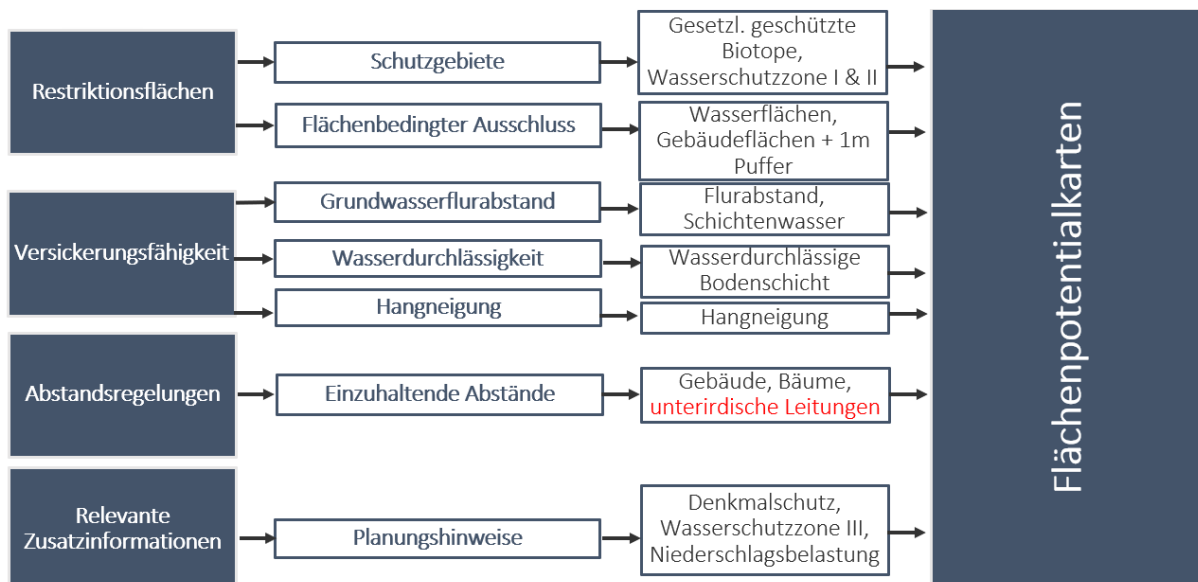 Restriktionsflächen
Schutzgebiete
Gesetzl. geschützte
Biotope,
Wasserschutzzone I & II
Flächenbedingter Ausschluss
Wasserflächen,
Gebäudeflächen + 1m
Puffer
Versickerungsfähigkeit
Grundwasserflurabstand
Flurabstand,
Schichtenwasser
Wasserdurchlässigkeit
Wasserdurchlässige
Bodenschicht
Hangneigung
Hangneigung
Abstandsregelungen
Einzuhaltende Abstände
Gebäude, Bäume,
unterirdische Leitungen
Relevante
Zusatzinformationen
Planungshinweise
Denkmalschutz,
Wasserschutzzone III,
Niederschlagsbelastung
Flächenpotentialkarten